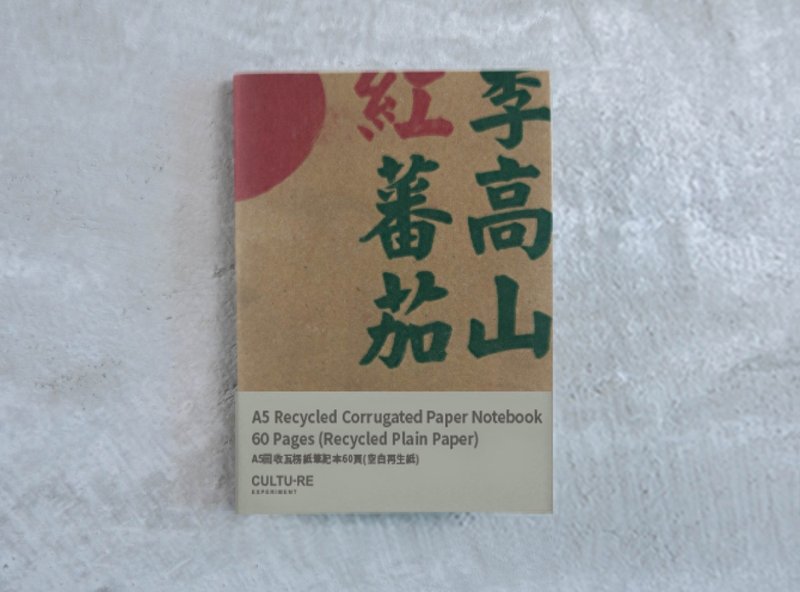 李高山
紅蕃茄
A5 Recycled Corrugated Paper Notebook
60 Pages (Recycled Plain Paper)
A5回收瓦楞紙筆記本60頁(空白再生紙)
CULTU-RE
EXPERIMENT